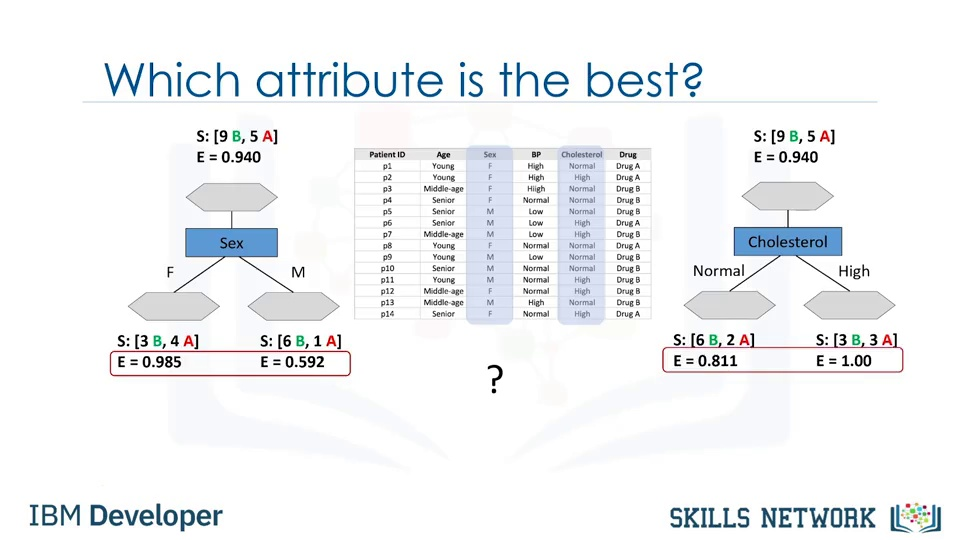 Which attribute is the best?
S: [9 B, 5 A]
E = 0.940
Sex
F
M
S: [3 B, 4 A]
S: [6 B, 1 A]
E = 0.985
E = 0.592
Patient ID Age Sex BP Cholesterol Drug
p1 Young F High Normal Drug A
p2 Young F High High Drug A
p3 Middle-age F Hiigh Normal Drug B
p4 Senior F Normal Normal Drug B
p5 Senior M Low Normal Drug B
p6 Senior M Low High Drug A
p7 Middle-age M Low High Drug B
p8 Young F Normal Normal Drug A
p9 Young M Low Normal Drug B
p10 Senior M Normal Normal Drug B
p11 Young M Normal High Drug B
p12 Middle-age F Normal High Drug B
p13 Middle-age M High Normal Drug B
p14 Senior F Normal High Drug A
?
S: [9 B, 5 A]
E = 0.940
Cholesterol
Normal
High
S: [6 B, 2 A]
S: [3 B, 3 A]
E = 0.811
E = 1.00
IBM Developer
SKILLS NETWORK